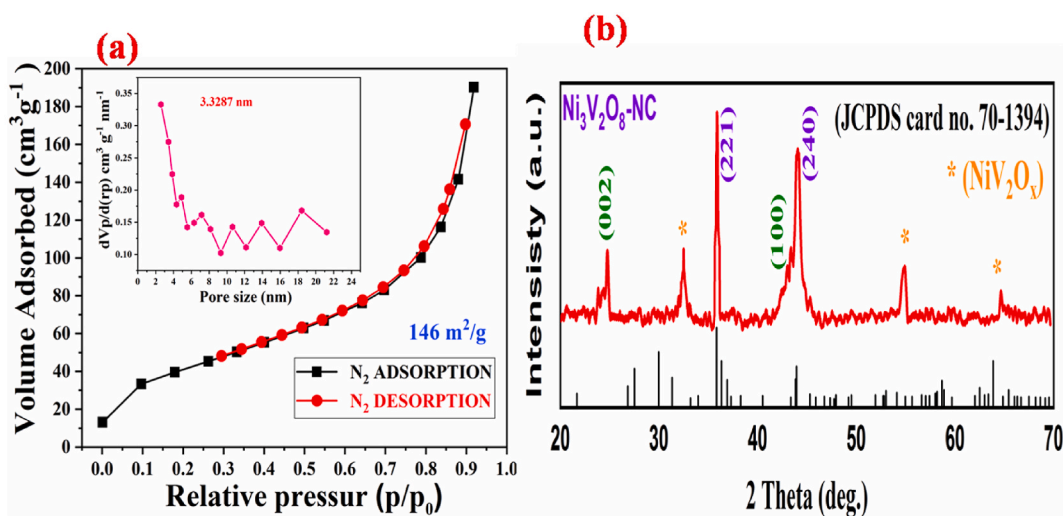 (a)
Volume Adsorbed (cm³g-1)
200
180
160
140
120
100
80
60
40
20
0
0.0 0.1 0.2 0.3 0.4 0.5 0.6 0.7 0.8 0.9 1.0
Relative pressur (p/p₀)
dVp/d(rp) cm³ g⁻¹ nm⁻¹
0.35
0.30
0.25
0.20
0.15
0.10
0 2 4 6 8 10 12 14 16 18 20 22 24
Pore size (nm)
3.3287 nm
146 m²/g
N₂ ADSORPTION
N₂ DESORPTION
(b)
Intensisty (a.u.)
Ni₃V₂O₈-NC
(JCPDS card no. 70-1394)
* (NiV₂Oₓ)
(002)
*
(221)
(100)
(240)
*
*
20 30 40 50 60 70
2 Theta (deg.)